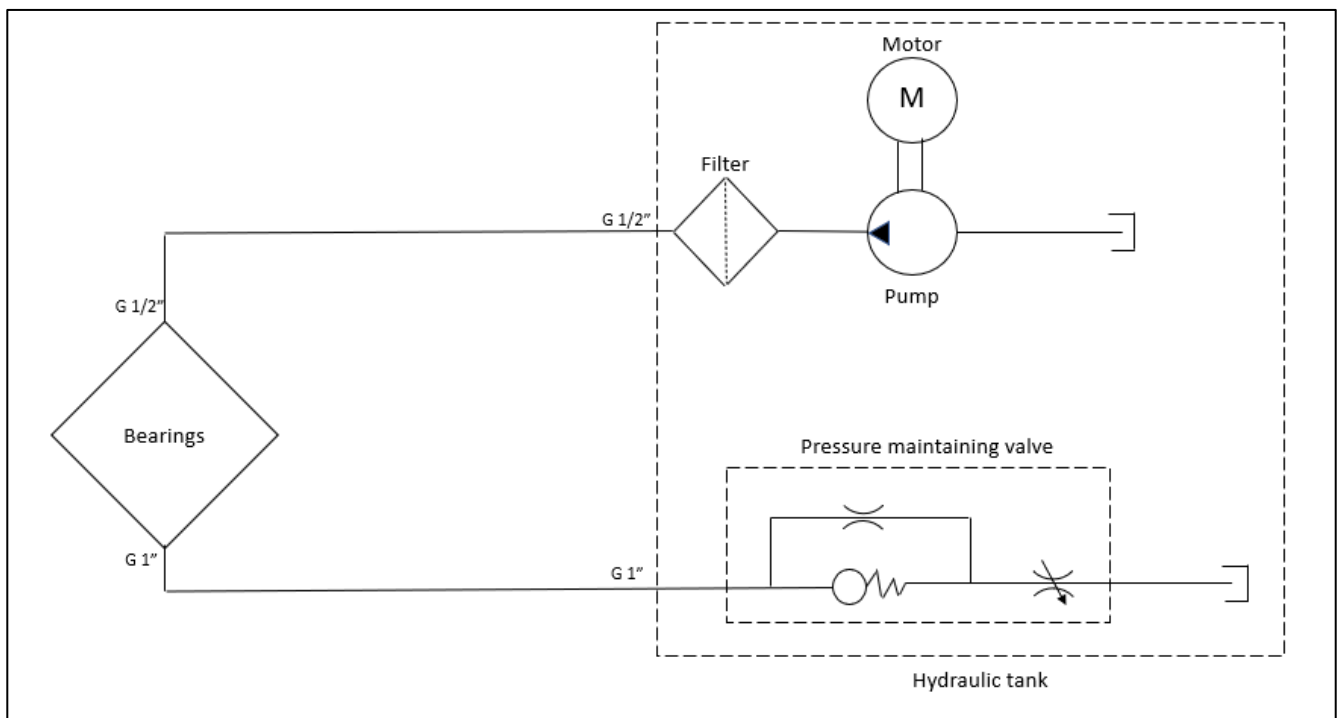 Motor
M
Filter
G 1/2”
Pump
G 1/2”
Bearings
Pressure maintaining valve
G 1”
G 1”
Hydraulic tank